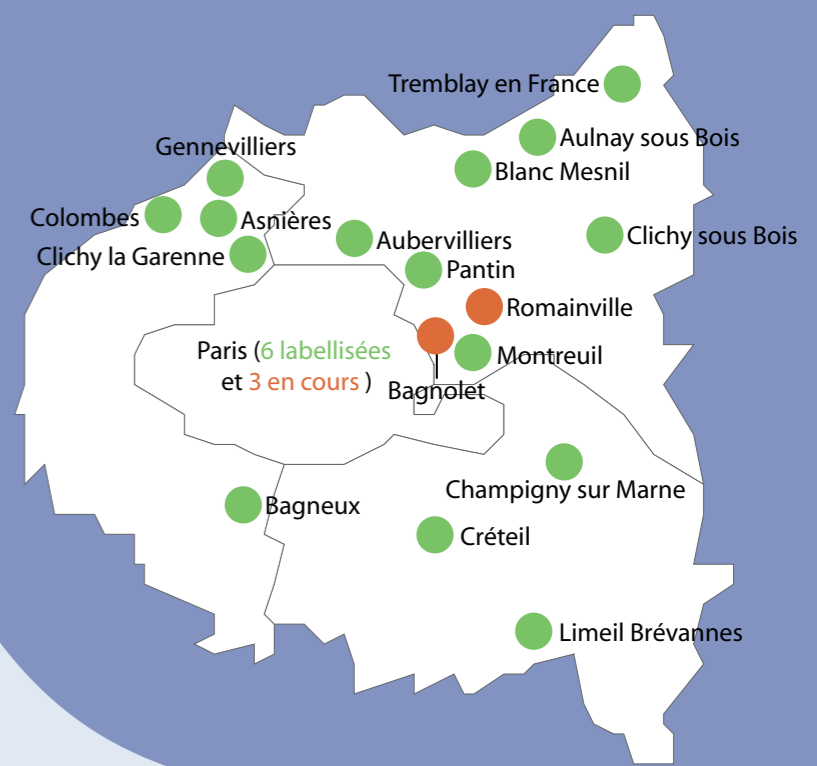 Tremblay en France
Aulnay sous Bois
Gennevilliers
Blanc Mesnil
Colombes
Asnières
Clichy sous Bois
Aubervilliers
Clichy la Garenne
Pantin
Romainville
Paris (6 labellisées
et 3 en cours )
Montreuil
Bagnolet
Champigny sur Marne
Bagneux
Créteil
Limeil Brévannes